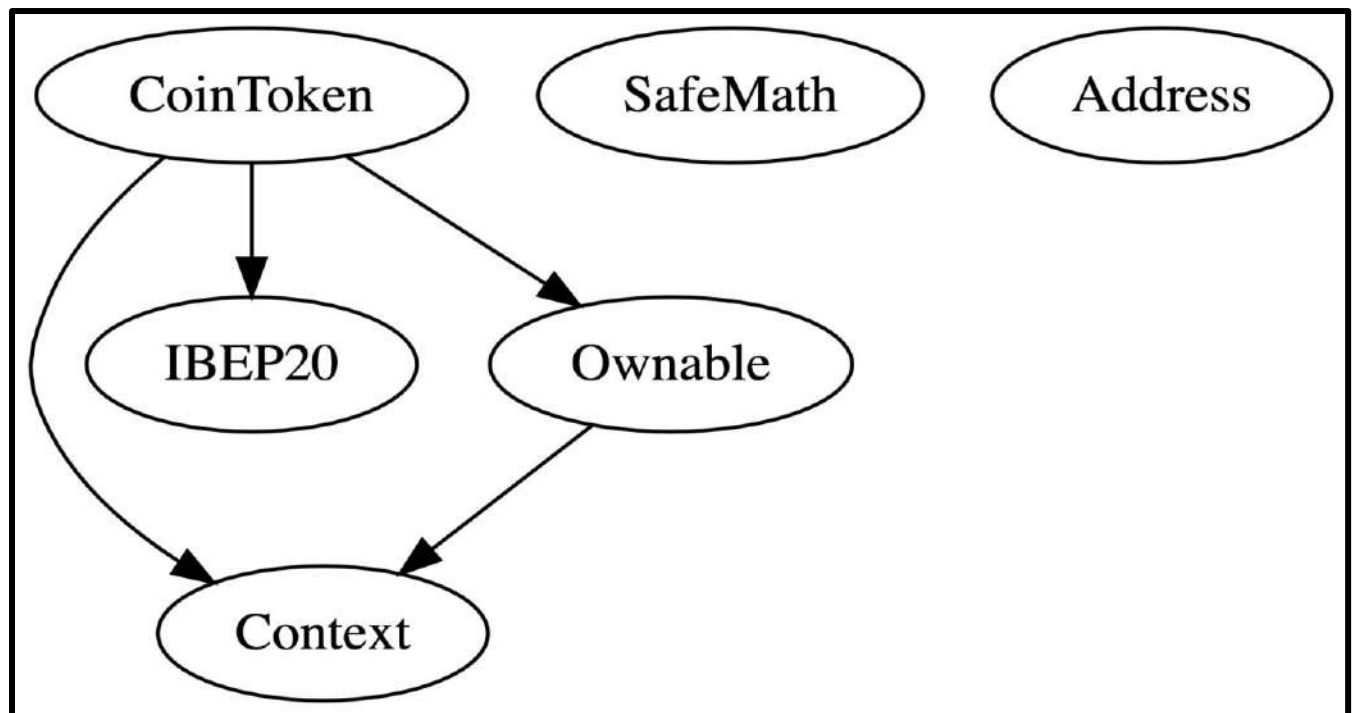 CoinToken
SafeMath
Address
IBEP20
Ownable
Context